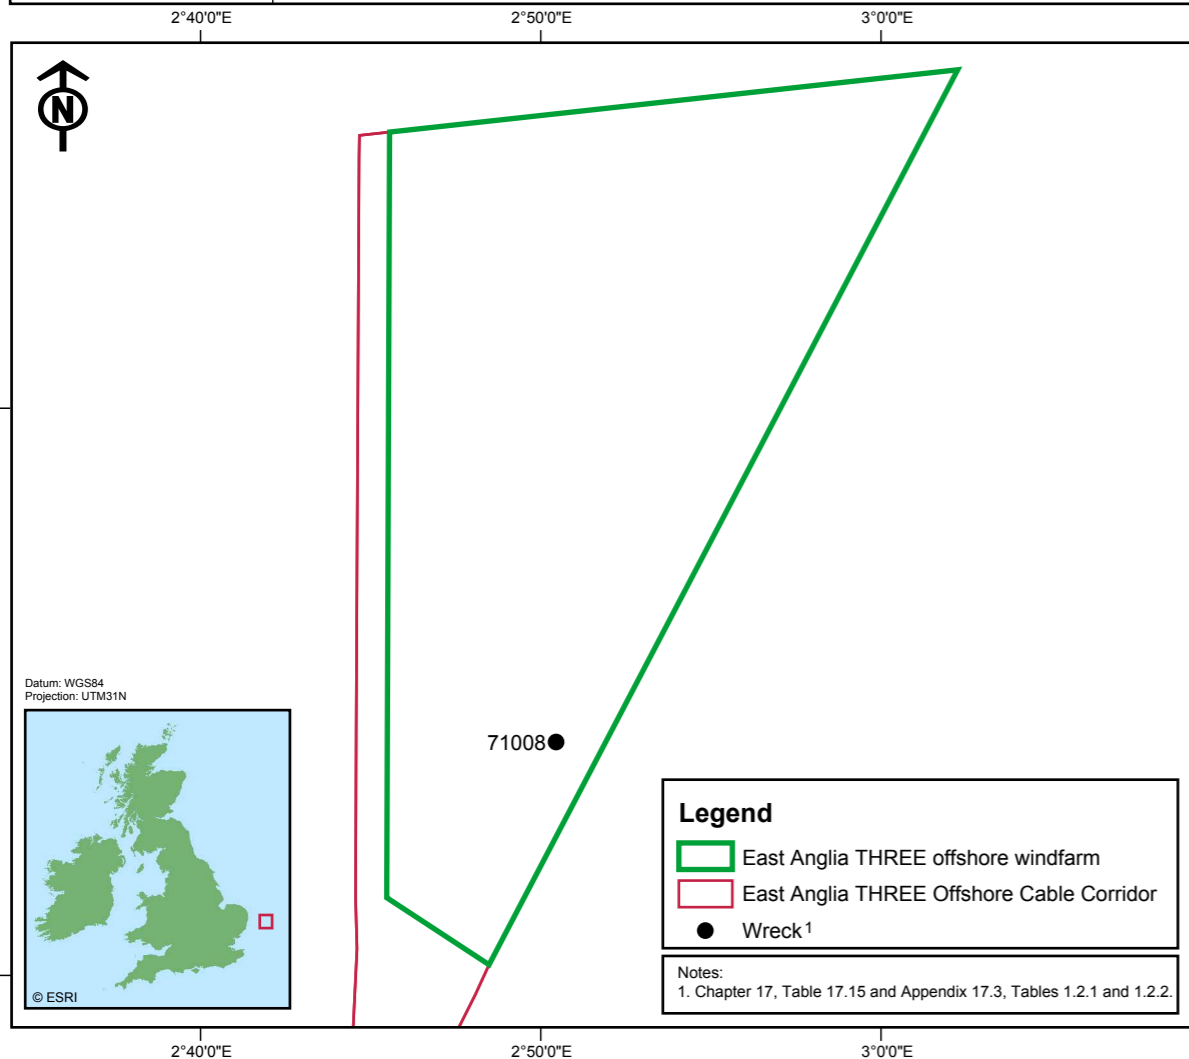 2°40'0"E 2°50'0"E 3°0'0"E
N
71008
Datum: WGS84
Projection: UTM31N
© ESRI
Legend
East Anglia THREE offshore windfarm
East Anglia THREE Offshore Cable Corridor
Wreck¹
Notes:
1. Chapter 17, Table 17.15 and Appendix 17.3, Tables 1.2.1 and 1.2.2.
2°40'0"E 2°50'0"E 3°0'0"E